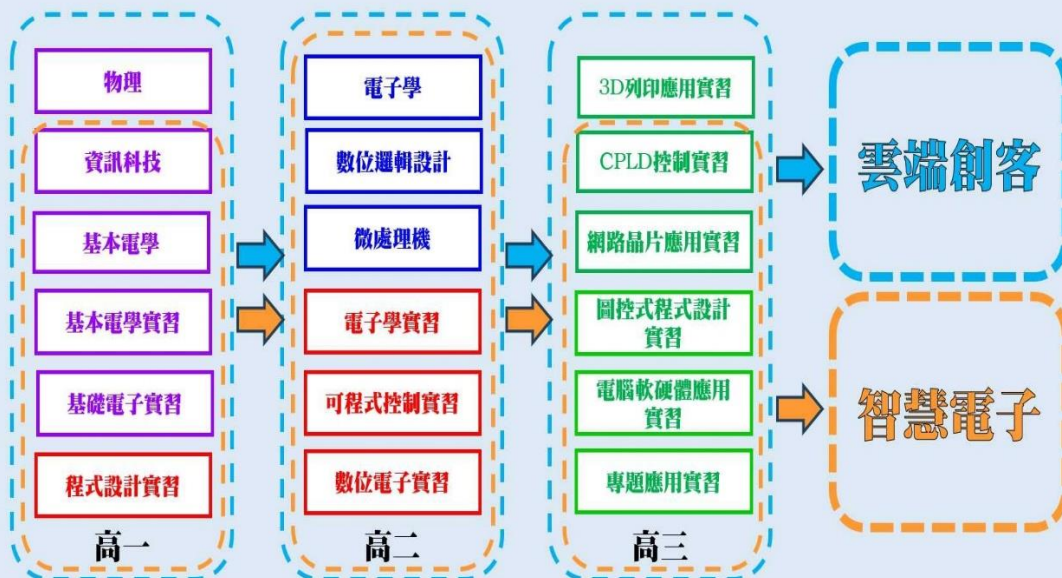 物理
資訊科技
基本電學
基本電學實習
基礎電子實習
程式設計實習
高一
電子學
數位邏輯設計
微處理機
電子學實習
可程式控制實習
數位電子實習
高二
3D列印應用實習
CPLD控制實習
網路晶片應用實習
圖控式程式設計
實習
電腦軟硬體應用
實習
專題應用實習
高三
雲端創客
智慧電子